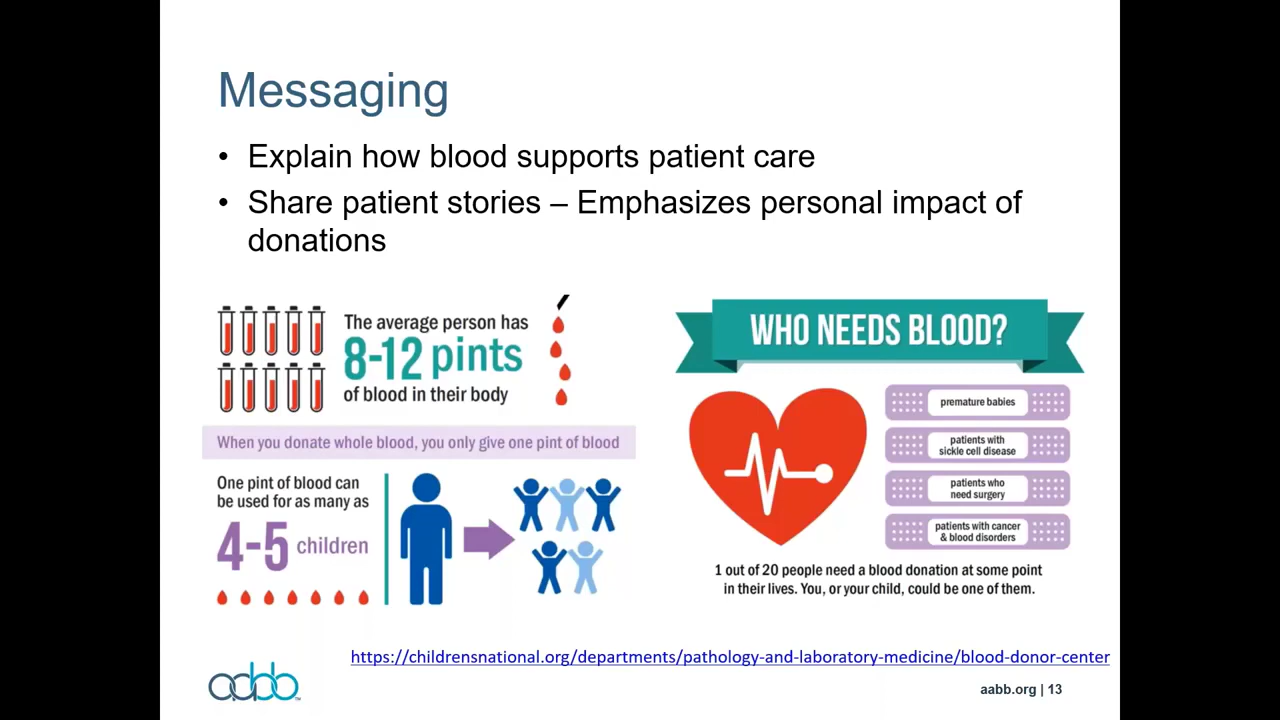 Messaging
• Explain how blood supports patient care
• Share patient stories – Emphasizes personal impact of
donations
The average person has
8-12 pints
of blood in their body
When you donate whole blood, you only give one pint of blood
One pint of blood can
be used for as many as
4-5 children
WHO NEEDS BLOOD?
premature babies
patients with
sickle cell disease
patients who
need surgery
patients with cancer
& blood disorders
1 out of 20 people need a blood donation at some point
in their lives. You, or your child, could be one of them.
https://childrensnational.org/departments/pathology-and-laboratory-medicine/blood-donor-center
aabb
aabb.org | 13